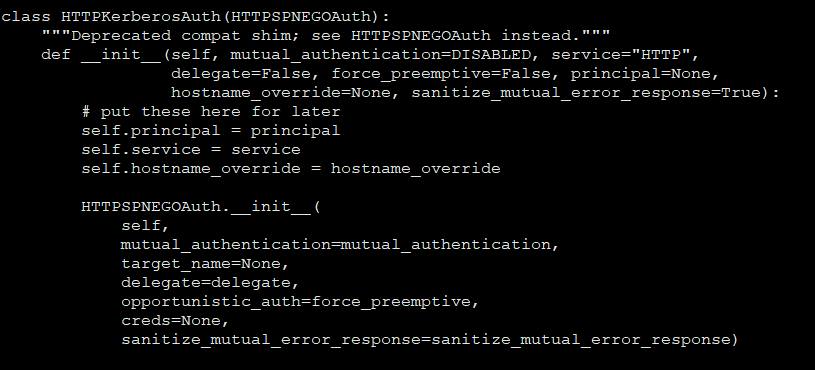 class HTTPKerberosAuth(HTTPSPNEGOAuth):
    """Deprecated compat shim; see HTTPSPNEGOAuth instead."""
    def __init__(self, mutual_authentication=DISABLED, service="HTTP",
                 delegate=False, force_preemptive=False, principal=None,
                 hostname_override=None, sanitize_mutual_error_response=True):
        # put these here for later
        self.principal = principal
        self.service = service
        self.hostname_override = hostname_override

        HTTPSPNEGOAuth.__init__(
            self,
            mutual_authentication=mutual_authentication,
            target_name=None,
            delegate=delegate,
            opportunistic_auth=force_preemptive,
            creds=None,
            sanitize_mutual_error_response=sanitize_mutual_error_response)